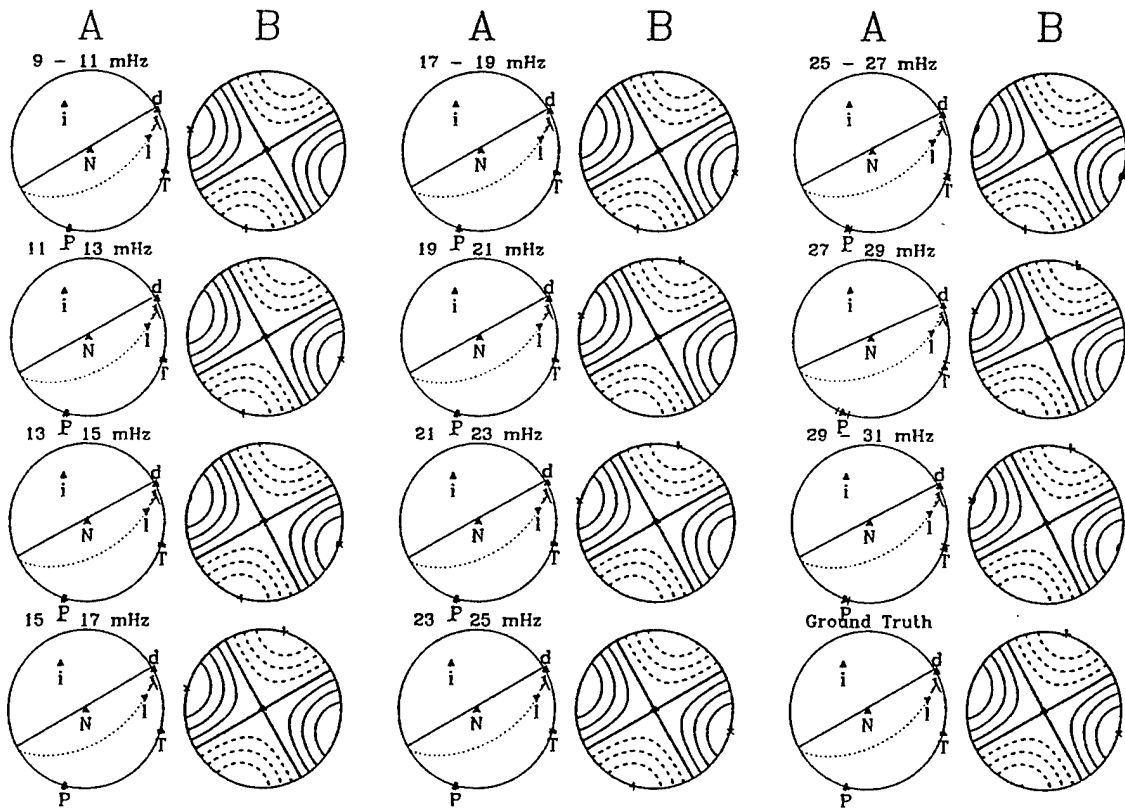 A B A B A B
9 - 11 mHz 17 - 19 mHz 25 - 27 mHz
d d d
i λ i λ i λ
l l l
N N N
T T T
P P P
11 13 mHz 19 21 mHz 27 29 mHz
d d d
i λ i λ i λ
l l l
N N N
T T T
P P P
13 15 mHz 21 23 mHz 29 - 31 mHz
d d d
i λ i λ i λ
l l l
N N N
T T T
P P P
15 17 mHz 23 25 mHz Ground Truth
d d d
i λ i λ i λ
l l l
N N N
T T T
P P P